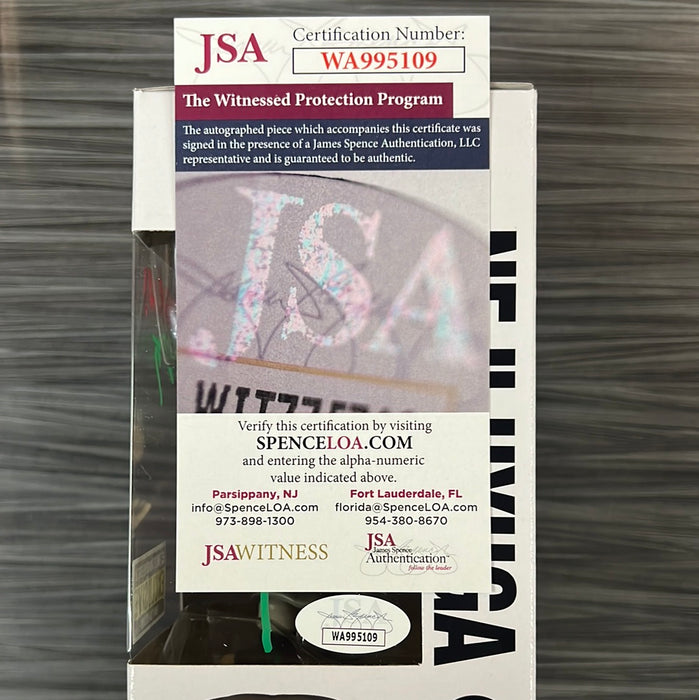 JSA
Certification Number:
WA995109
The Witnessed Protection Program
The autographed piece which accompanies this certificate was
signed in the presence of a James Spence Authentication, LLC
representative and is guaranteed to be authentic.
JSA
Verify this certification by visiting
SPENCELOA.COM
and entering the alpha-numeric
value indicated above.
Parsippany, NJ
info@SpenceLOA.com
973-898-1300
Fort Lauderdale, FL
florida@SpenceLOA.com
954-380-8670
JSAWITNESS
JSA
James Spence
Authentication
follow the leader
JSA
WA995109